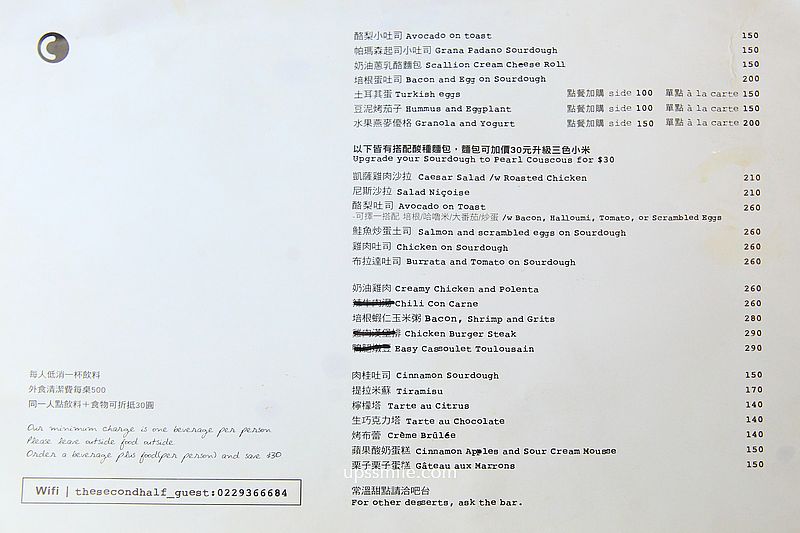 酪梨小吐司 Avocado on toast 150
帕瑪森起司小吐司 Grana Padano Sourdough 150
奶油蔥乳酪麵包 Scallion Cream Cheese Roll 150
培根蛋吐司 Bacon and Egg on Sourdough 200
土耳其蛋 Turkish eggs 點餐加購 side 100 單點 à la carte 150
豆泥烤茄子 Hummus and Eggplant 點餐加購 side 100 單點 à la carte 150
水果燕麥優格 Granola and Yogurt 點餐加購 side 150 單點 à la carte 200
以下皆有搭配酸種麵包，麵包可加價30元升級三色小米
Upgrade your Sourdough to Pearl Couscous for $30
凱薩雞肉沙拉 Caesar Salad /w Roasted Chicken 210
尼斯沙拉 Salad Niçoise 210
酪梨吐司 Avocado on Toast 260
-可擇一搭配 培根/哈嚕米/大番茄/炒蛋 /w Bacon, Halloumi, Tomato, or Scrambled Eggs
鮭魚炒蛋土司 Salmon and scrambled eggs on Sourdough 260
雞肉吐司 Chicken on Sourdough 260
布拉達吐司 Burrata and Tomato on Sourdough 260
奶油雞肉 Creamy Chicken and Polenta 260
Chili Con Carne 260
培根蝦仁玉米粥 Bacon, Shrimp and Grits 280
Chicken Burger Steak 290
Easy Cassoulet Toulousain 290
肉桂吐司 Cinnamon Sourdough 150
提拉米蘇 Tiramisu 170
檸檬塔 Tarte au Citrus 140
生巧克力塔 Tarte au Chocolate 140
烤布蕾 Crème Brûlée 140
蘋果酸奶蛋糕 Cinnamon Apples and Sour Cream Mousse 150
栗子栗子蛋糕 Gâteau aux Marrons 150
常溫甜點請洽吧台
For other desserts, ask the bar.
每人低消一杯飲料
外食清潔費每桌500
同一人點飲料＋食物可折抵30圓
Our minimum charge is one beverage per person
Please leave outside food outside
Order a beverage plus food(per person) and save $30
Wifi | thesecondhalf_guest:0229366684
upssmile.com